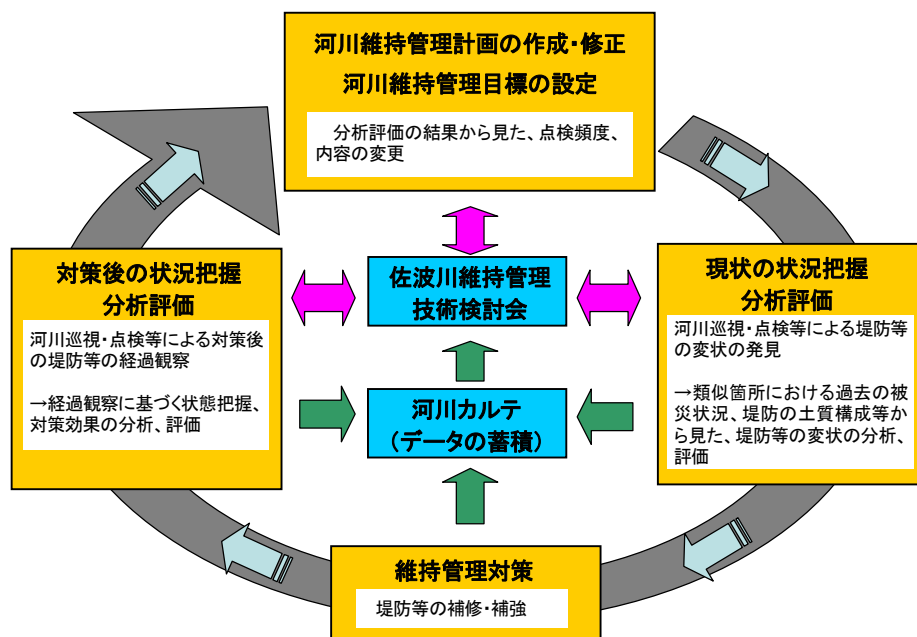 河川維持管理計画の作成・修正
河川維持管理目標の設定
分析評価の結果から見た、点検頻度、
内容の変更
対策後の状況把握
分析評価
河川巡視・点検等による対策後
の堤防等の経過観察
→経過観察に基づく状態把握、
対策効果の分析、評価
佐波川維持管理
技術検討会
河川カルテ
(データの蓄積)
現状の状況把握
分析評価
河川巡視・点検等による堤防等
の変状の発見
→類似箇所における過去の被
災状況、堤防の土質構成等か
ら見た、堤防等の変状の分析、
評価
維持管理対策
堤防等の補修・補強